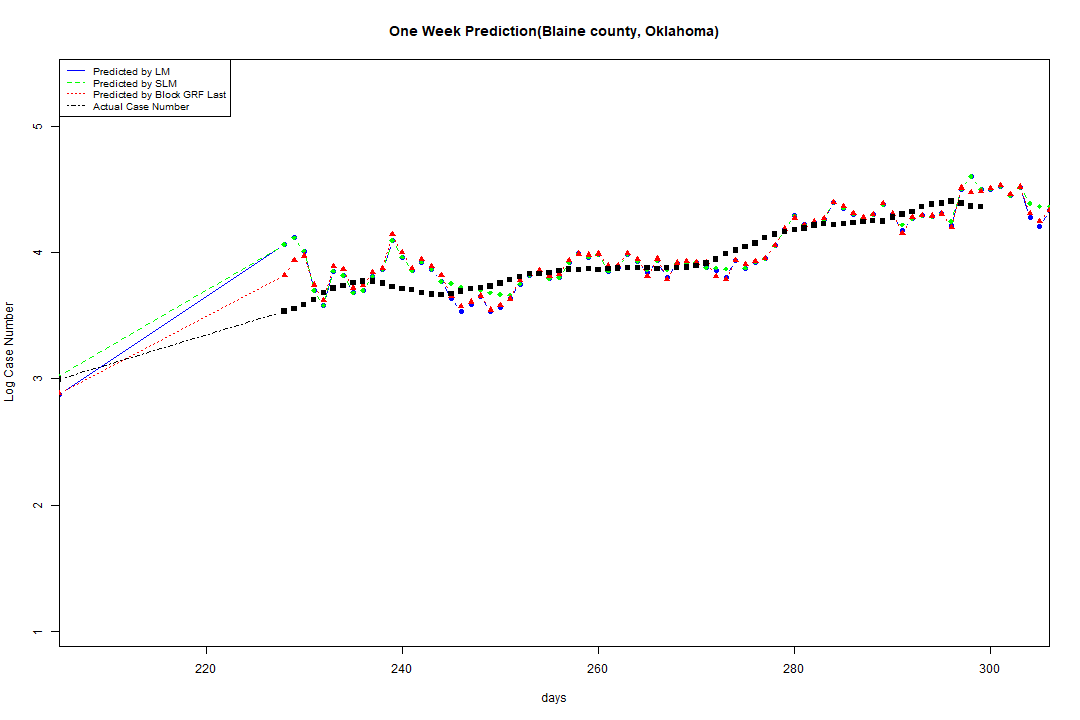 One Week Prediction(Blaine county, Oklahoma)
Predicted by LM
Predicted by SLM
Predicted by Block GRF Last
Actual Case Number
5
4
3
2
1
Log Case Number
220 240 260 280 300
days